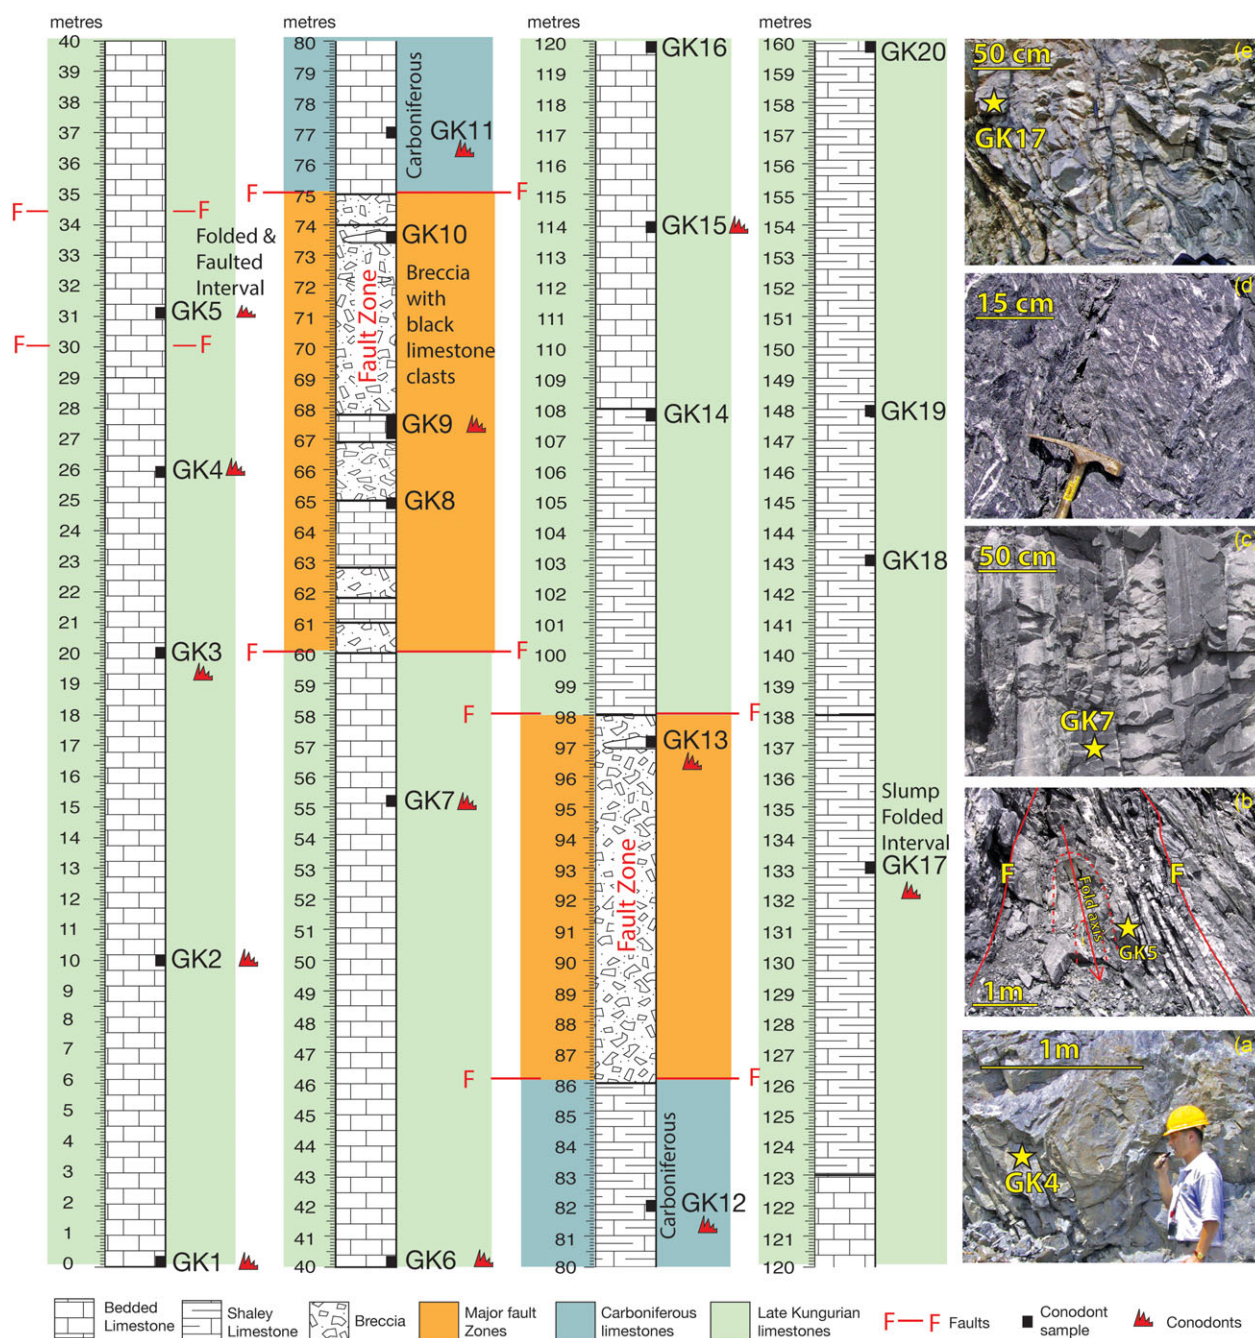 metres
40
39
38
37
36
35
F F
34
Folded &
Faulted
Interval
33
32
31
GK5
30
F F
29
28
27
26
GK4
25
24
23
22
21
20
GK3
19
18
17
16
15
14
13
12
11
10
GK2
9
8
7
6
5
4
3
2
1
0
GK1
metres
80
79
78
77
GK11
Carboniferous
76
75
F F
74
GK10
73
Fault Zone
Breccia
with
black
limestone
clasts
72
71
70
69
68
GK9
67
66
65
GK8
64
63
62
61
60
F F
59
58
57
56
55
GK7
54
53
52
51
50
49
48
47
46
45
44
43
42
41
40
GK6
metres
120
GK16
119
118
117
116
115
114
GK15
113
112
111
110
109
108
GK14
107
106
105
104
103
102
101
100
99
98
F F
97
GK13
96
95
94
93
Fault Zone
92
91
90
89
88
87
86
F F
85
84
83
Carboniferous
82
GK12
81
80
metres
160
GK20
159
158
157
156
155
154
153
152
151
150
149
148
GK19
147
146
145
144
143
GK18
142
141
140
139
138
137
136
135
Slump
Folded
Interval
134
133
GK17
132
131
130
129
128
127
126
125
124
123
122
121
120
(e
50 cm
GK17
(d
15 cm
(c
50 cm
GK7
(b
F F
Fold axis
GK5
1m
(a
1m
GK4
Bedded
Limestone
Shaley
Limestone
Breccia
Major fault
Zones
Carboniferous
limestones
Late Kungurian
limestones
F F Faults
Conodont
sample
Conodonts